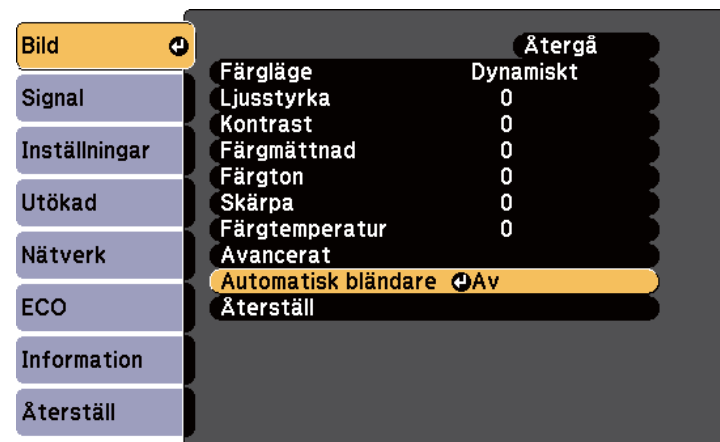 Bild
Signal
Inställningar
Utökad
Nätverk
ECO
Information
Återställ
Återgå
Färgläge Dynamiskt
Ljusstyrka 0
Kontrast 0
Färgmättnad 0
Färgton 0
Skärpa 0
Färgtemperatur 0
Avancerat
Automatisk bländare Av
Återställ